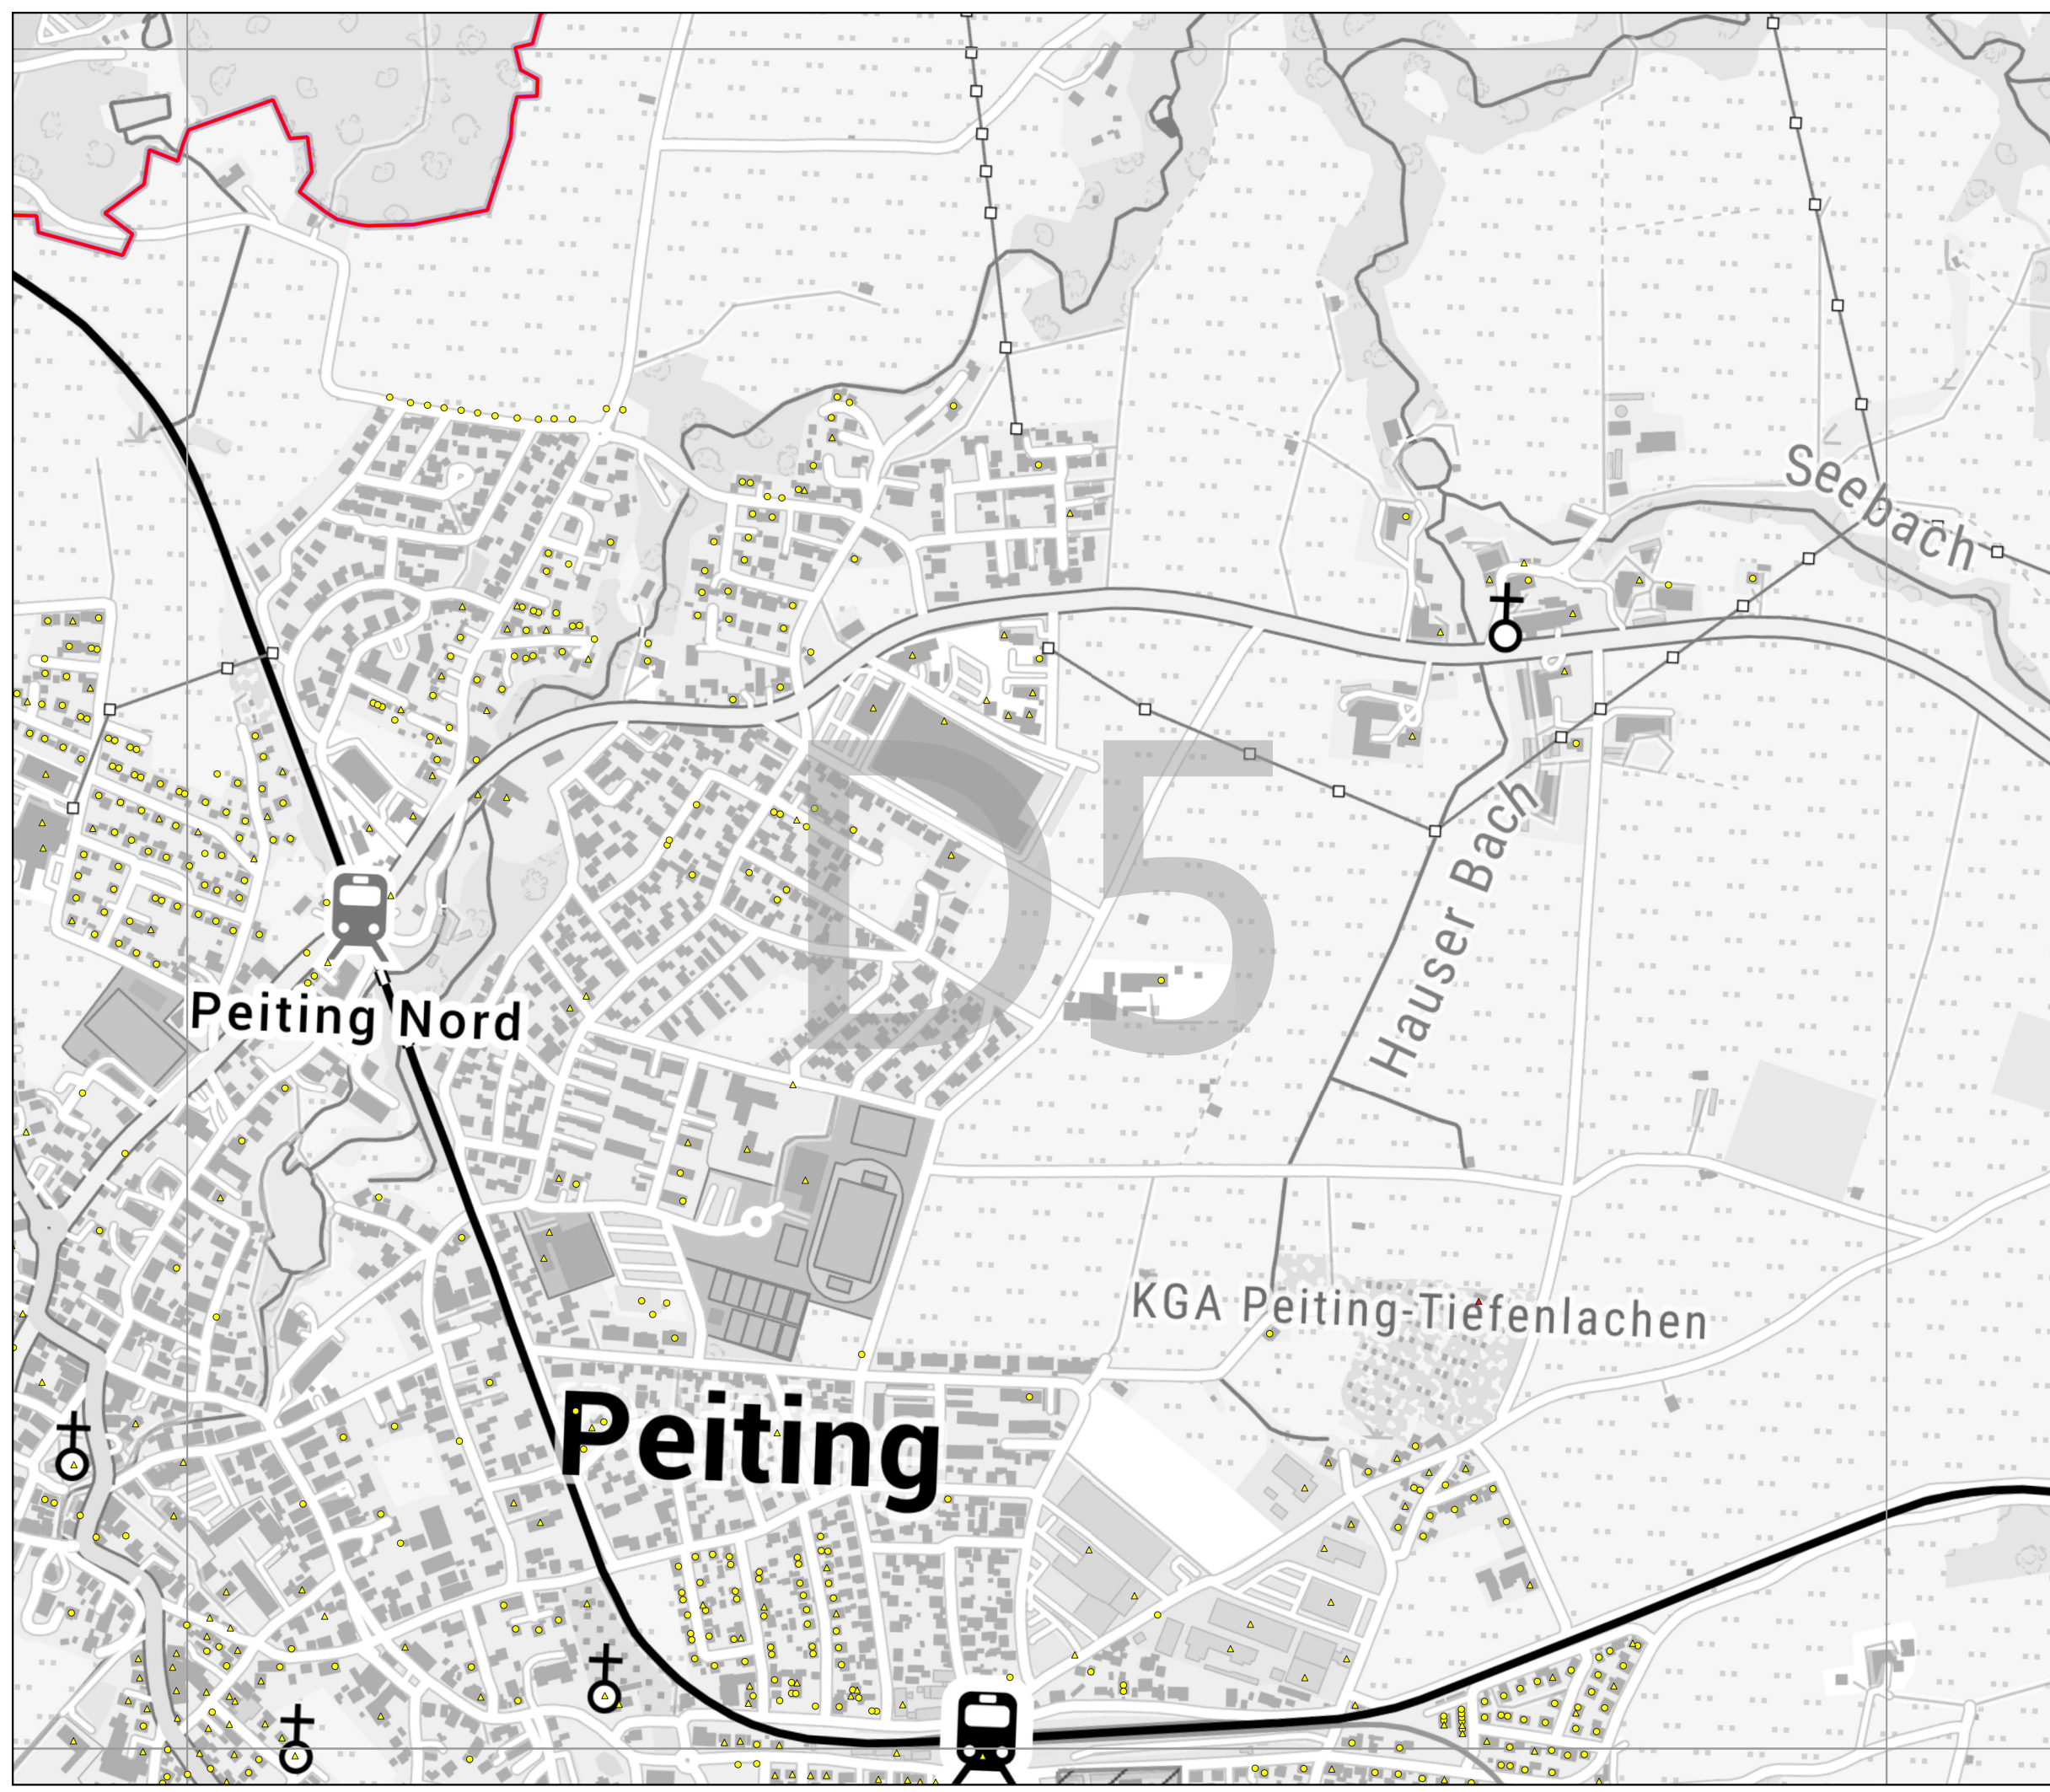 Seebach
D5
Hauser Bach
Peiting Nord
KGA Peiting-Tiefenlachen
Peiting